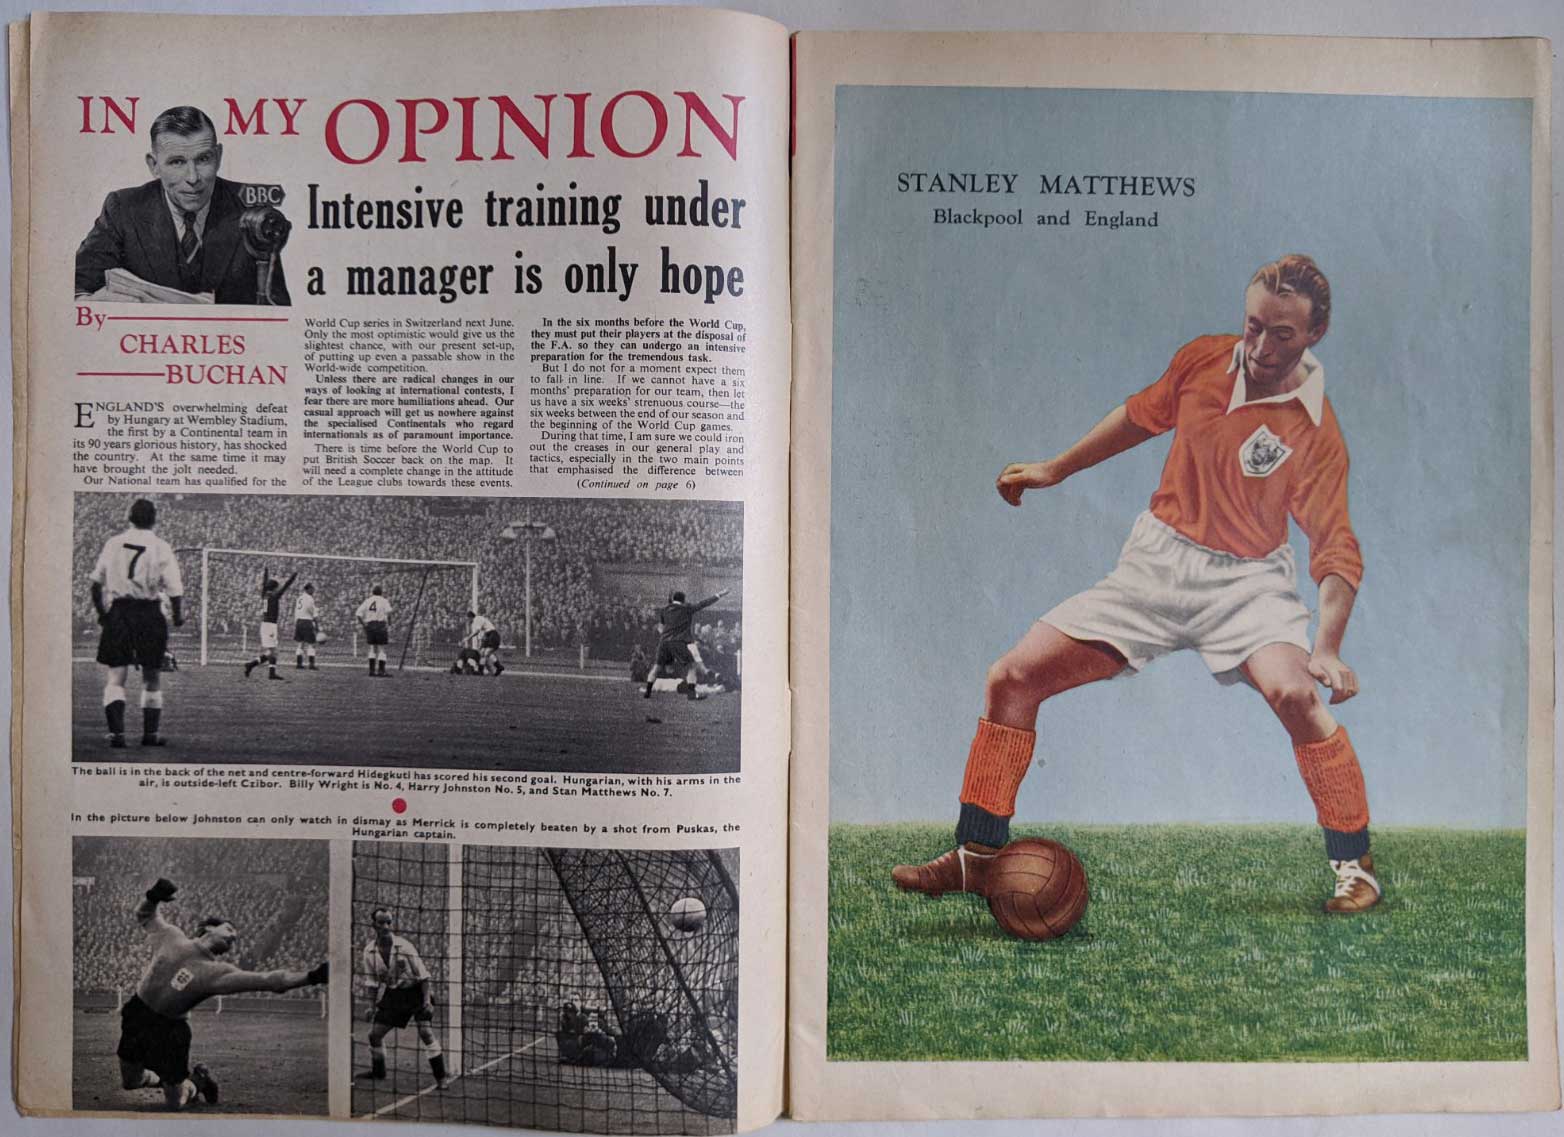 IN MY OPINION
BBC
Intensive training under
a manager is only hope
By
CHARLES
BUCHAN
ENGLAND'S overwhelming defeat
by Hungary at Wembley Stadium,
the first by a Continental team in
its 90 years glorious history, has shocked
the country. At the same time it may
have brought the jolt needed.
Our National team has qualified for the
World Cup series in Switzerland next June.
Only the most optimistic would give us the
slightest chance, with our present set-up,
of putting up even a passable show in the
World-wide competition.
Unless there are radical changes in our
ways of looking at international contests, I
fear there are more humiliations ahead. Our
casual approach will get us nowhere against
the specialised Continentals who regard
internationals as of paramount importance.
There is time before the World Cup to
put British Soccer back on the map. It
will need a complete change in the attitude
of the League clubs towards these events.
In the six months before the World Cup,
they must put their players at the disposal of
the F.A. so they can undergo an intensive
preparation for the tremendous task.
But I do not for a moment expect them
to fall in line. If we cannot have a six
months' preparation for our team, then let
us have a six weeks' strenuous course—the
six weeks between the end of our season and
the beginning of the World Cup games.
During that time, I am sure we could iron
out the creases in our general play and
tactics, especially in the two main points
that emphasised the difference between
(Continued on page 6)
7
5
4
The ball is in the back of the net and centre-forward Hidegkuti has scored his second goal. Hungarian, with his arms in the
air, is outside-left Czibor. Billy Wright is No. 4, Harry Johnston No. 5, and Stan Matthews No. 7.
In the picture below Johnston can only watch in dismay as Merrick is completely beaten by a shot from Puskas, the
Hungarian captain.
STANLEY MATTHEWS
Blackpool and England